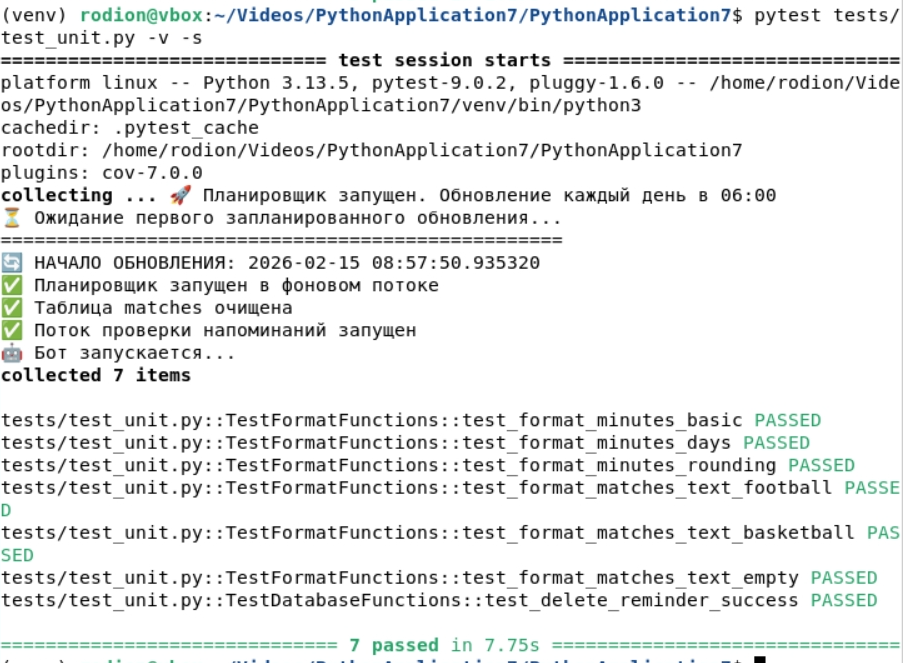 (venv) rodion@vbox:~/Videos/PythonApplication7/PythonApplication7$ pytest tests/
test_unit.py -v -s
============================= test session starts ==============================
platform linux -- Python 3.13.5, pytest-9.0.2, pluggy-1.6.0 -- /home/rodion/Vide
os/PythonApplication7/PythonApplication7/venv/bin/python3
cachedir: .pytest_cache
rootdir: /home/rodion/Videos/PythonApplication7/PythonApplication7
plugins: cov-7.0.0
collecting ... 🚀 Планировщик запущен. Обновление каждый день в 06:00
⏳ Ожидание первого запланированного обновления...
==================================================
🔄 НАЧАЛО ОБНОВЛЕНИЯ: 2026-02-15 08:57:50.935320
✅ Планировщик запущен в фоновом потоке
✅ Таблица matches очищена
✅ Поток проверки напоминаний запущен
🤖 Бот запускается...
collected 7 items
tests/test_unit.py::TestFormatFunctions::test_format_minutes_basic PASSED
tests/test_unit.py::TestFormatFunctions::test_format_minutes_days PASSED
tests/test_unit.py::TestFormatFunctions::test_format_minutes_rounding PASSED
tests/test_unit.py::TestFormatFunctions::test_format_matches_text_football PASSE
D
tests/test_unit.py::TestFormatFunctions::test_format_matches_text_basketball PAS
SED
tests/test_unit.py::TestFormatFunctions::test_format_matches_text_empty PASSED
tests/test_unit.py::TestDatabaseFunctions::test_delete_reminder_success PASSED
============================== 7 passed in 7.75s ===============================